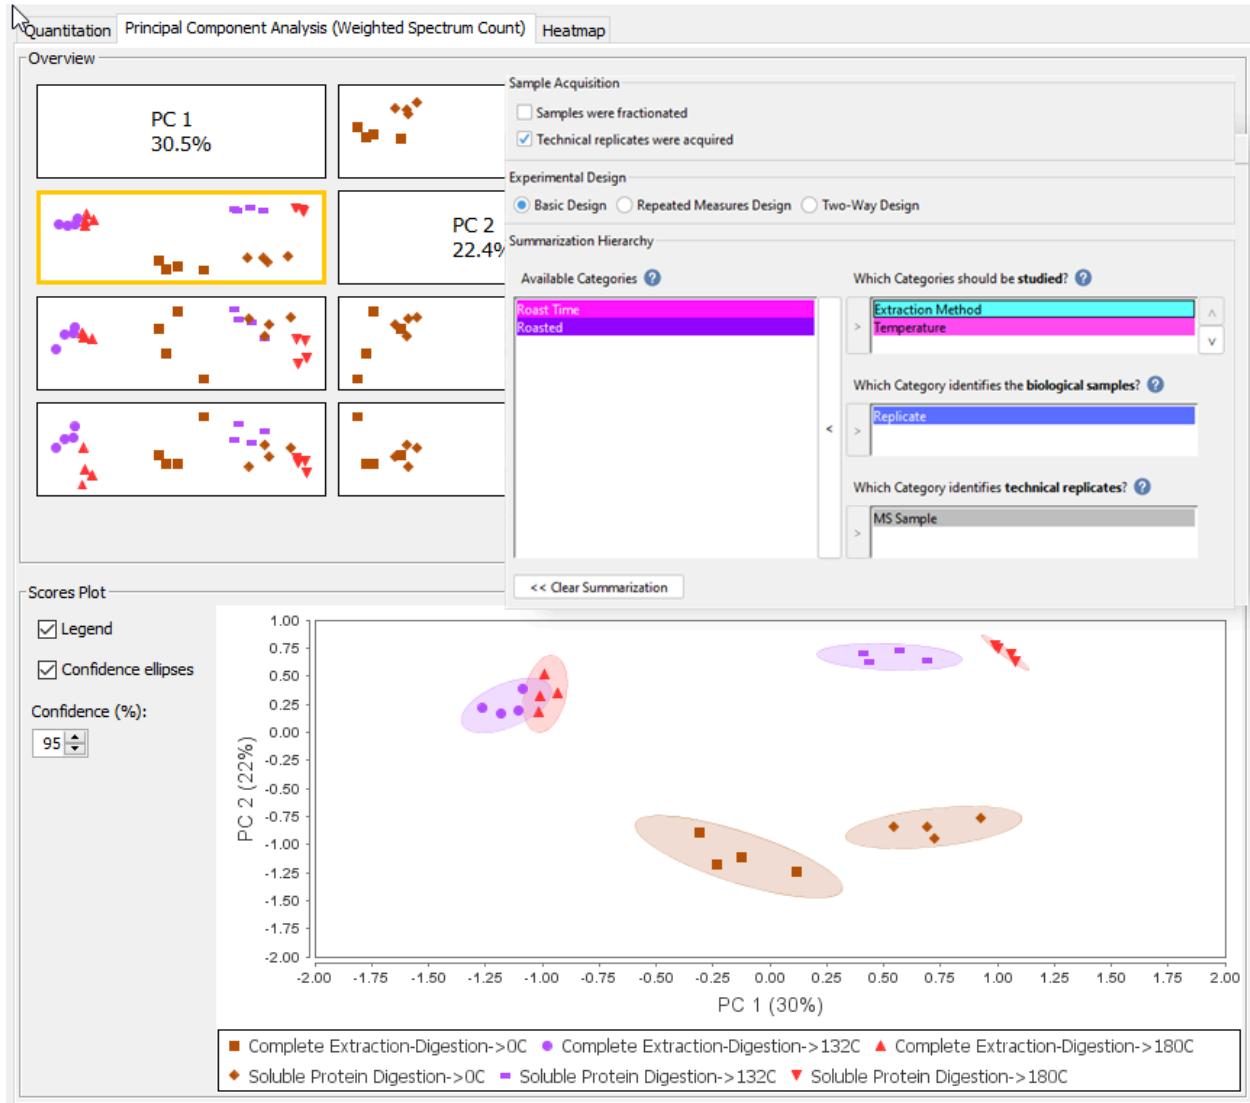 Quantitation Principal Component Analysis (Weighted Spectrum Count) Heatmap
Overview
PC 1
30.5%
PC 2
22.4%
Sample Acquisition
Samples were fractionated
Technical replicates were acquired
Experimental Design
Basic Design Repeated Measures Design Two-Way Design
Summarization Hierarchy
Available Categories ?
Roast Time
Roasted
Which Categories should be studied? ?
Extraction Method
Temperature
Which Category identifies the biological samples? ?
Replicate
Which Category identifies technical replicates? ?
MS Sample
>
>
>
<
∧
v
<< Clear Summarization
Scores Plot
Legend
Confidence ellipses
Confidence (%):
95
1.00
0.75
0.50
0.25
0.00
-0.25
-0.50
-0.75
-1.00
-1.25
-1.50
-1.75
-2.00
PC 2 (22%)
-2.00 -1.75 -1.50 -1.25 -1.00 -0.75 -0.50 -0.25 0.00 0.25 0.50 0.75 1.00 1.25 1.50 1.75 2.00
PC 1 (30%)
Complete Extraction-Digestion->0C Complete Extraction-Digestion->132C Complete Extraction-Digestion->180C
Soluble Protein Digestion->0C Soluble Protein Digestion->132C Soluble Protein Digestion->180C